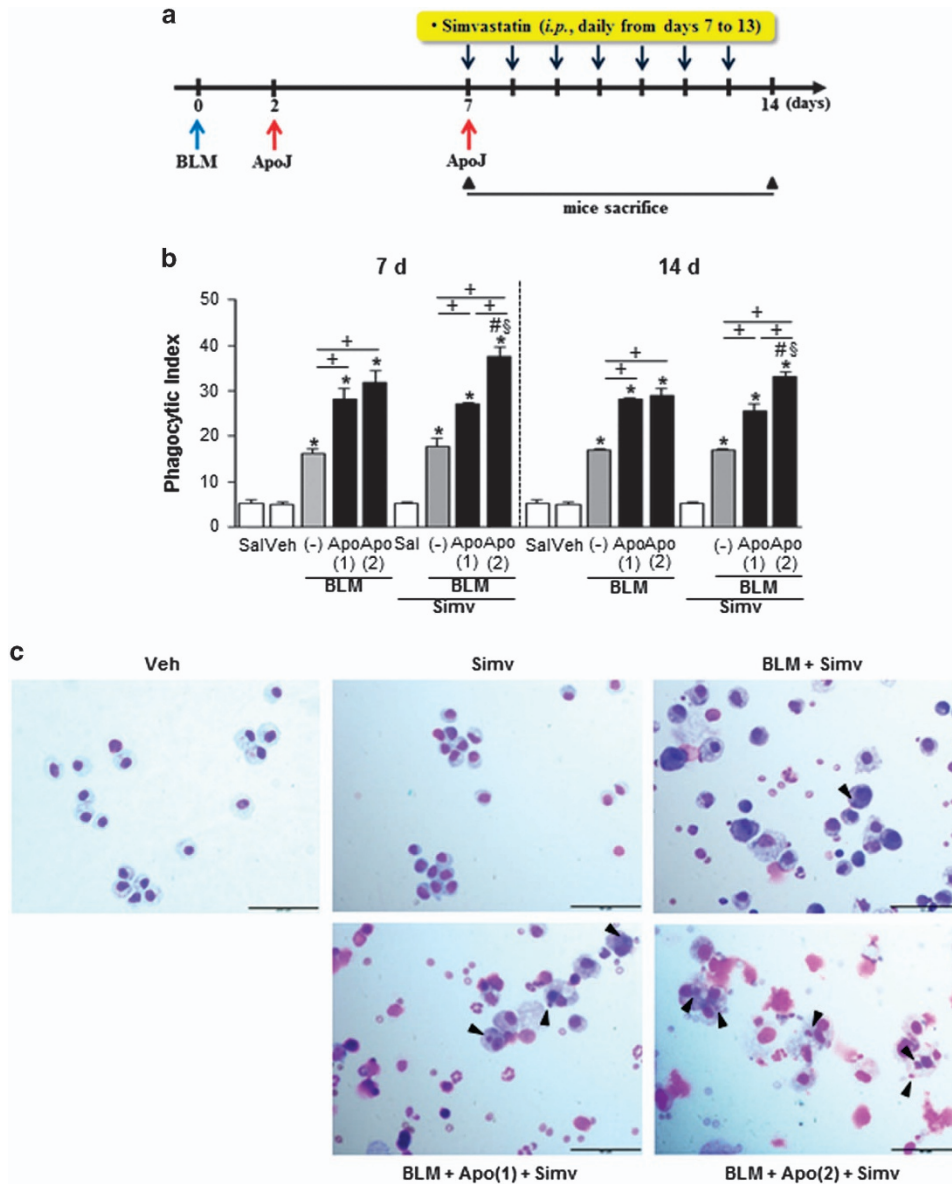 a
• Simvastatin (i.p., daily from days 7 to 13)
0 2 7 14 (days)
BLM ApoJ ApoJ
mice sacrifice
b
7 d 14 d
Phagocytic Index
50
40
30
20
10
0
+ + + + + + + + + +
#§ #§
* * * * * * * * * * * *
Sal Veh (-) Apo (1) Apo (2) Sal (-) Apo (1) Apo (2) Sal Veh (-) Apo (1) Apo (2) (-) Apo (1) Apo (2)
BLM BLM BLM BLM
Simv Simv
c
Veh Simv BLM + Simv
BLM + Apo(1) + Simv BLM + Apo(2) + Simv